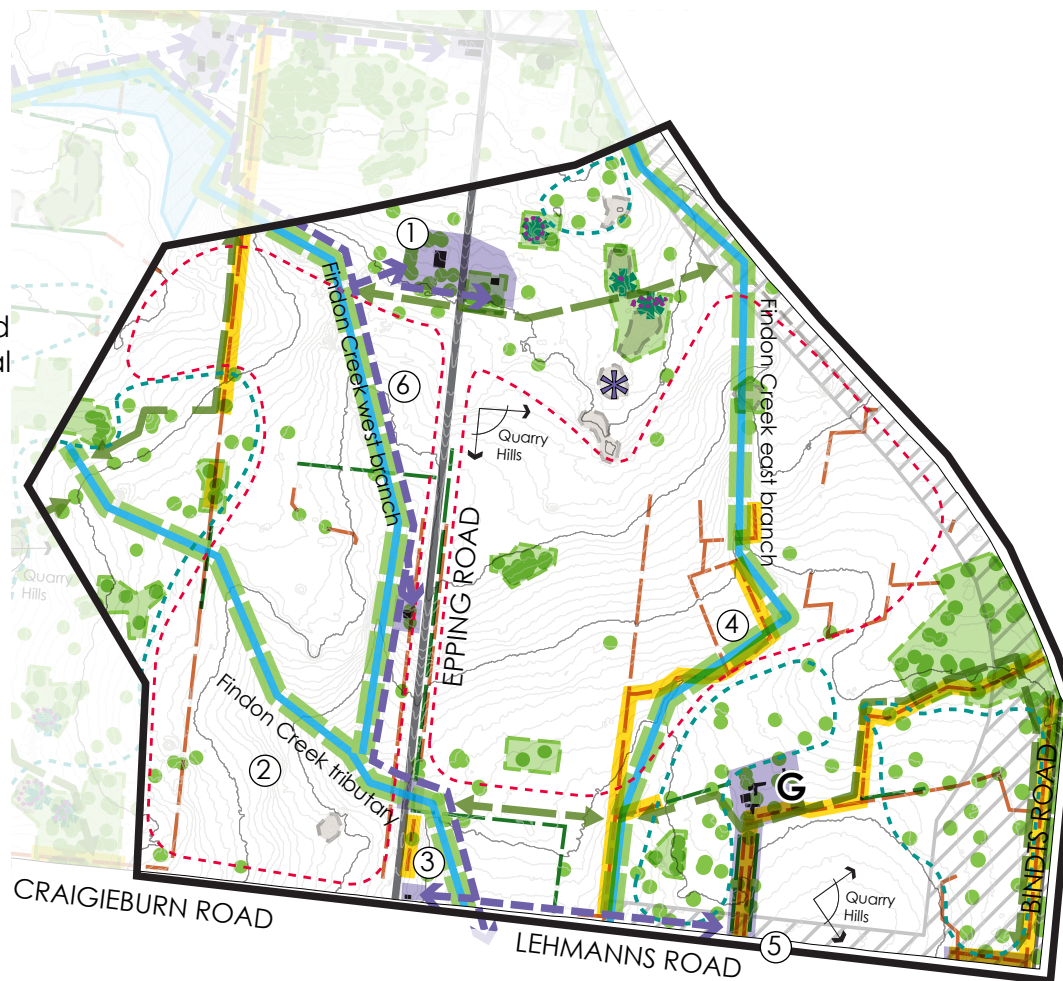 1
d
al
Findon Creek west branch
Findon Creek east branch
6
Quarry
Hills
EPPING ROAD
Quarry
Hills
4
Findon Creek tributary
2
G
3
BINDTS ROAD
Quarry
Hills
CRAIGIEBURN ROAD
LEHMANNS ROAD
5